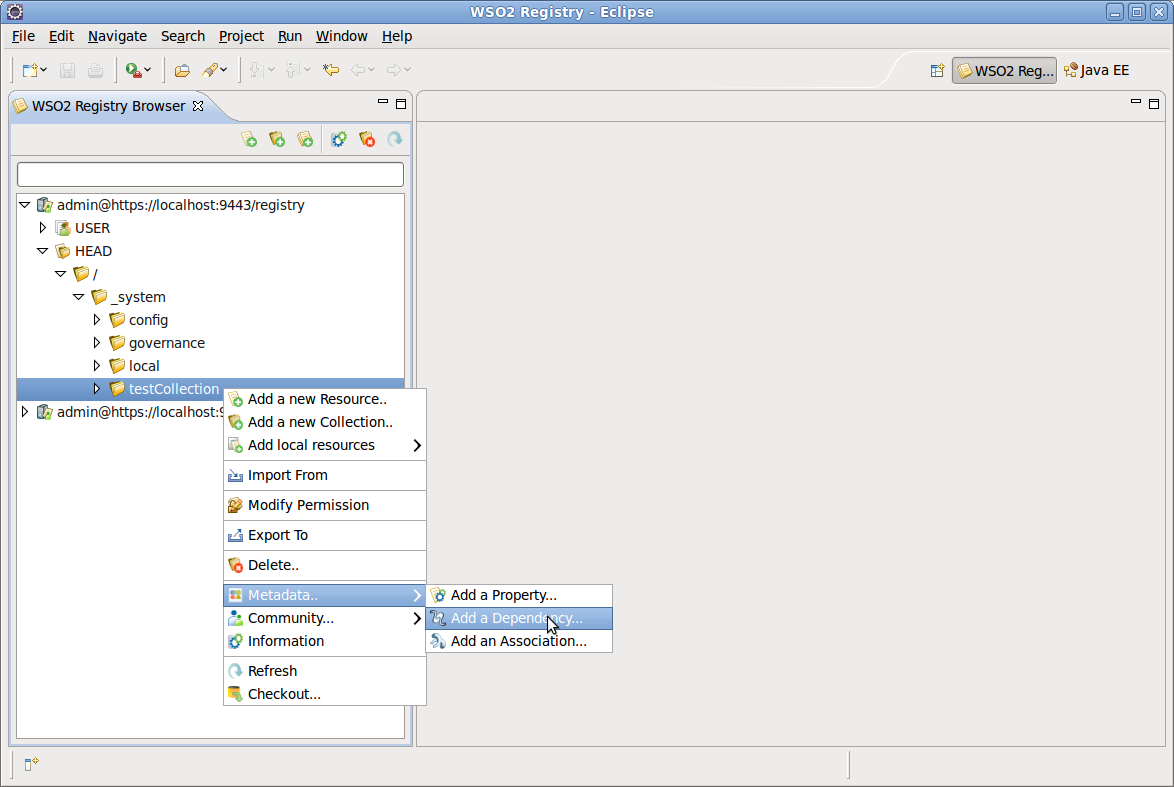 WSO2 Registry - Eclipse
File Edit Navigate Search Project Run Window Help
WSO2 Reg... Java EE
WSO2 Registry Browser
admin@https://localhost:9443/registry
USER
HEAD
/
_system
config
governance
local
testCollection
admin@https://localhost:9
Add a new Resource..
Add a new Collection..
Add local resources
Import From
Modify Permission
Export To
Delete..
Metadata..
Community...
Information
Refresh
Checkout...
Add a Property...
Add a Dependency...
Add an Association...